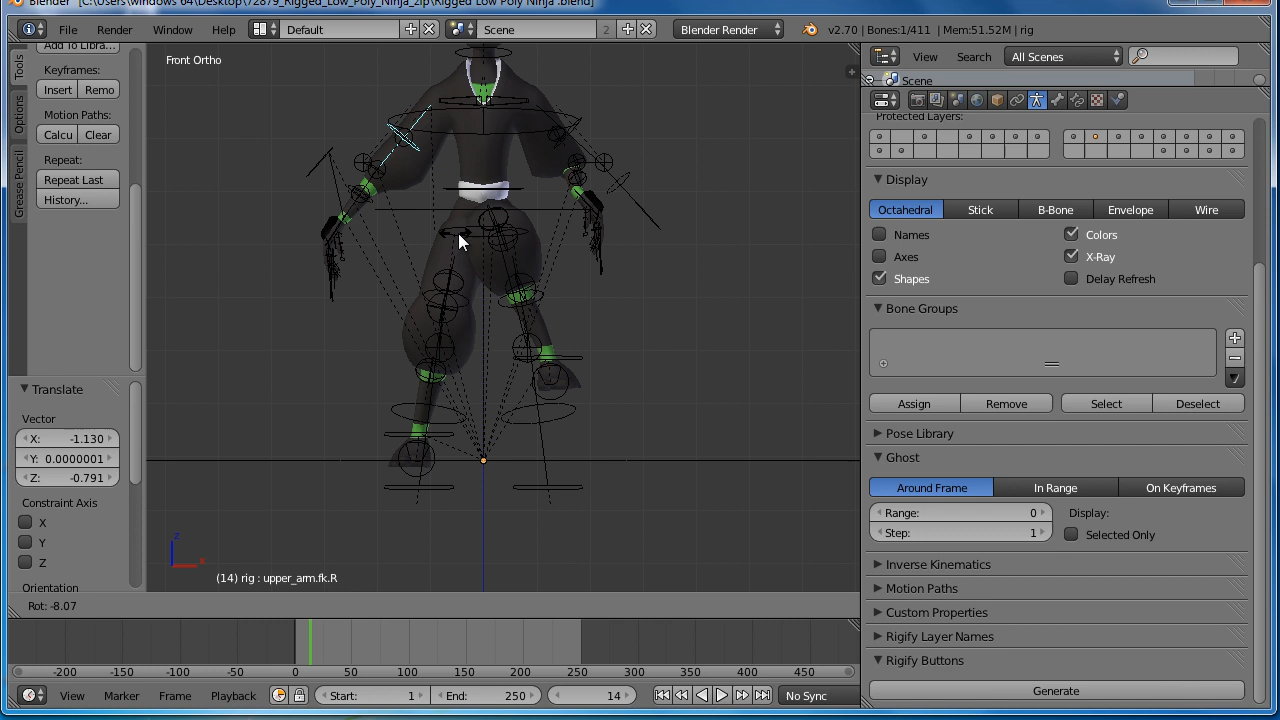 Blender [C:\Users\windows 64\Desktop\72879_Rigged_Low_Poly_Ninja_zip\Rigged Low Poly Ninja .blend]
File Render Window Help Default Scene 2 Blender Render v2.70 | Bones:1/411 | Mem:51.52M | rig
Tools
Options
Grease Pencil
Add To Libra...
Keyframes:
Insert Remo
Motion Paths:
Calcu Clear
Repeat:
Repeat Last
History...
Translate
Vector
X: -1.130
Y: 0.0000001
Z: -0.791
Constraint Axis
X
Y
Z
Orientation
Front Ortho
z
x
(14) rig : upper_arm.fk.R
Rot: -8.07
-200 -150 -100 -50 0 50 100 150 200 250 300 350 400 450
View Marker Frame Playback Start: 1 End: 250 14 No Sync
View Search All Scenes
Scene
Protected Layers:
Display
Octahedral Stick B-Bone Envelope Wire
Names Colors
Axes X-Ray
Shapes Delay Refresh
Bone Groups
Assign Remove Select Deselect
Pose Library
Ghost
Around Frame In Range On Keyframes
Range: 0 Display:
Step: 1 Selected Only
Inverse Kinematics
Motion Paths
Custom Properties
Rigify Layer Names
Rigify Buttons
Generate